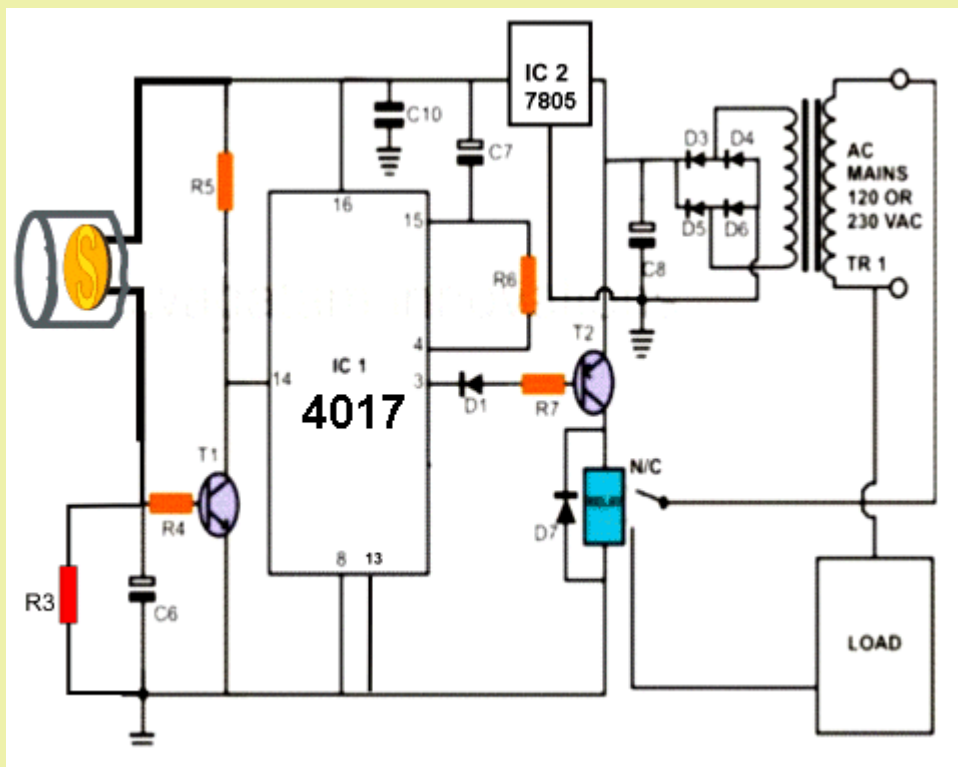 IC 2
7805
C10
C7
D3
D4
D5
D6
AC
MAINS
120 OR
230 VAC
TR 1
R5
16
15
C8
R6
T2
IC 1
4017
14
4
3
D1
R7
T1
N/C
RELAY
D7
R4
R3
C6
8
13
LOAD
S